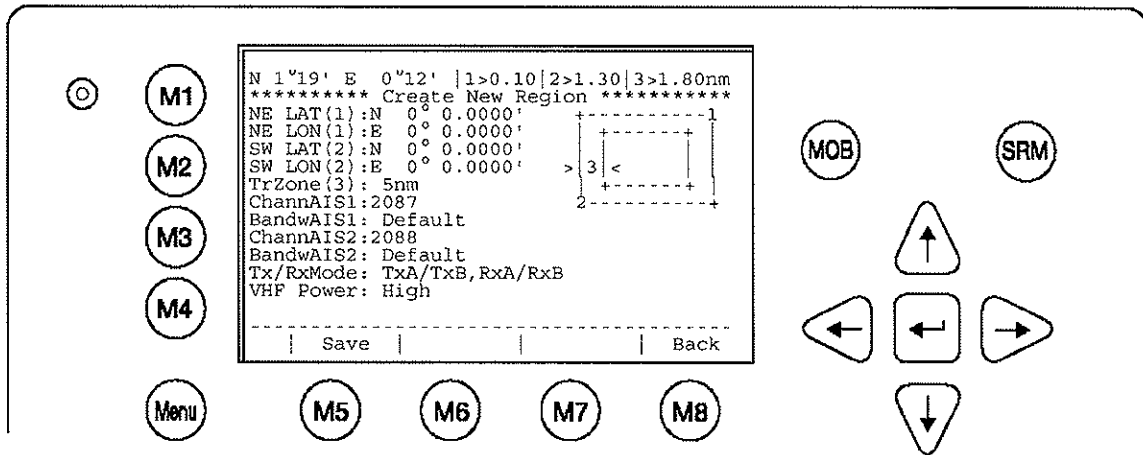 N 1°19' E 0°12' |1>0.10|2>1.30|3>1.80nm
********** Create New Region ***********
NE LAT(1):N 0° 0.0000' +----------1
NE LON(1):E 0° 0.0000' | +------+ |
SW LAT(2):N 0° 0.0000' | | | |
SW LON(2):E 0° 0.0000' >|3|< | |
TrZone(3): 5nm | +------+ |
ChannAIS1:2087 2----------+
BandwAIS1: Default
ChannAIS2:2088
BandwAIS2: Default
Tx/RxMode: TxA/TxB,RxA/RxB
VHF Power: High
| Save | | | Back
M1
M2
M3
M4
Menu
M5
M6
M7
M8
MOB
SRM